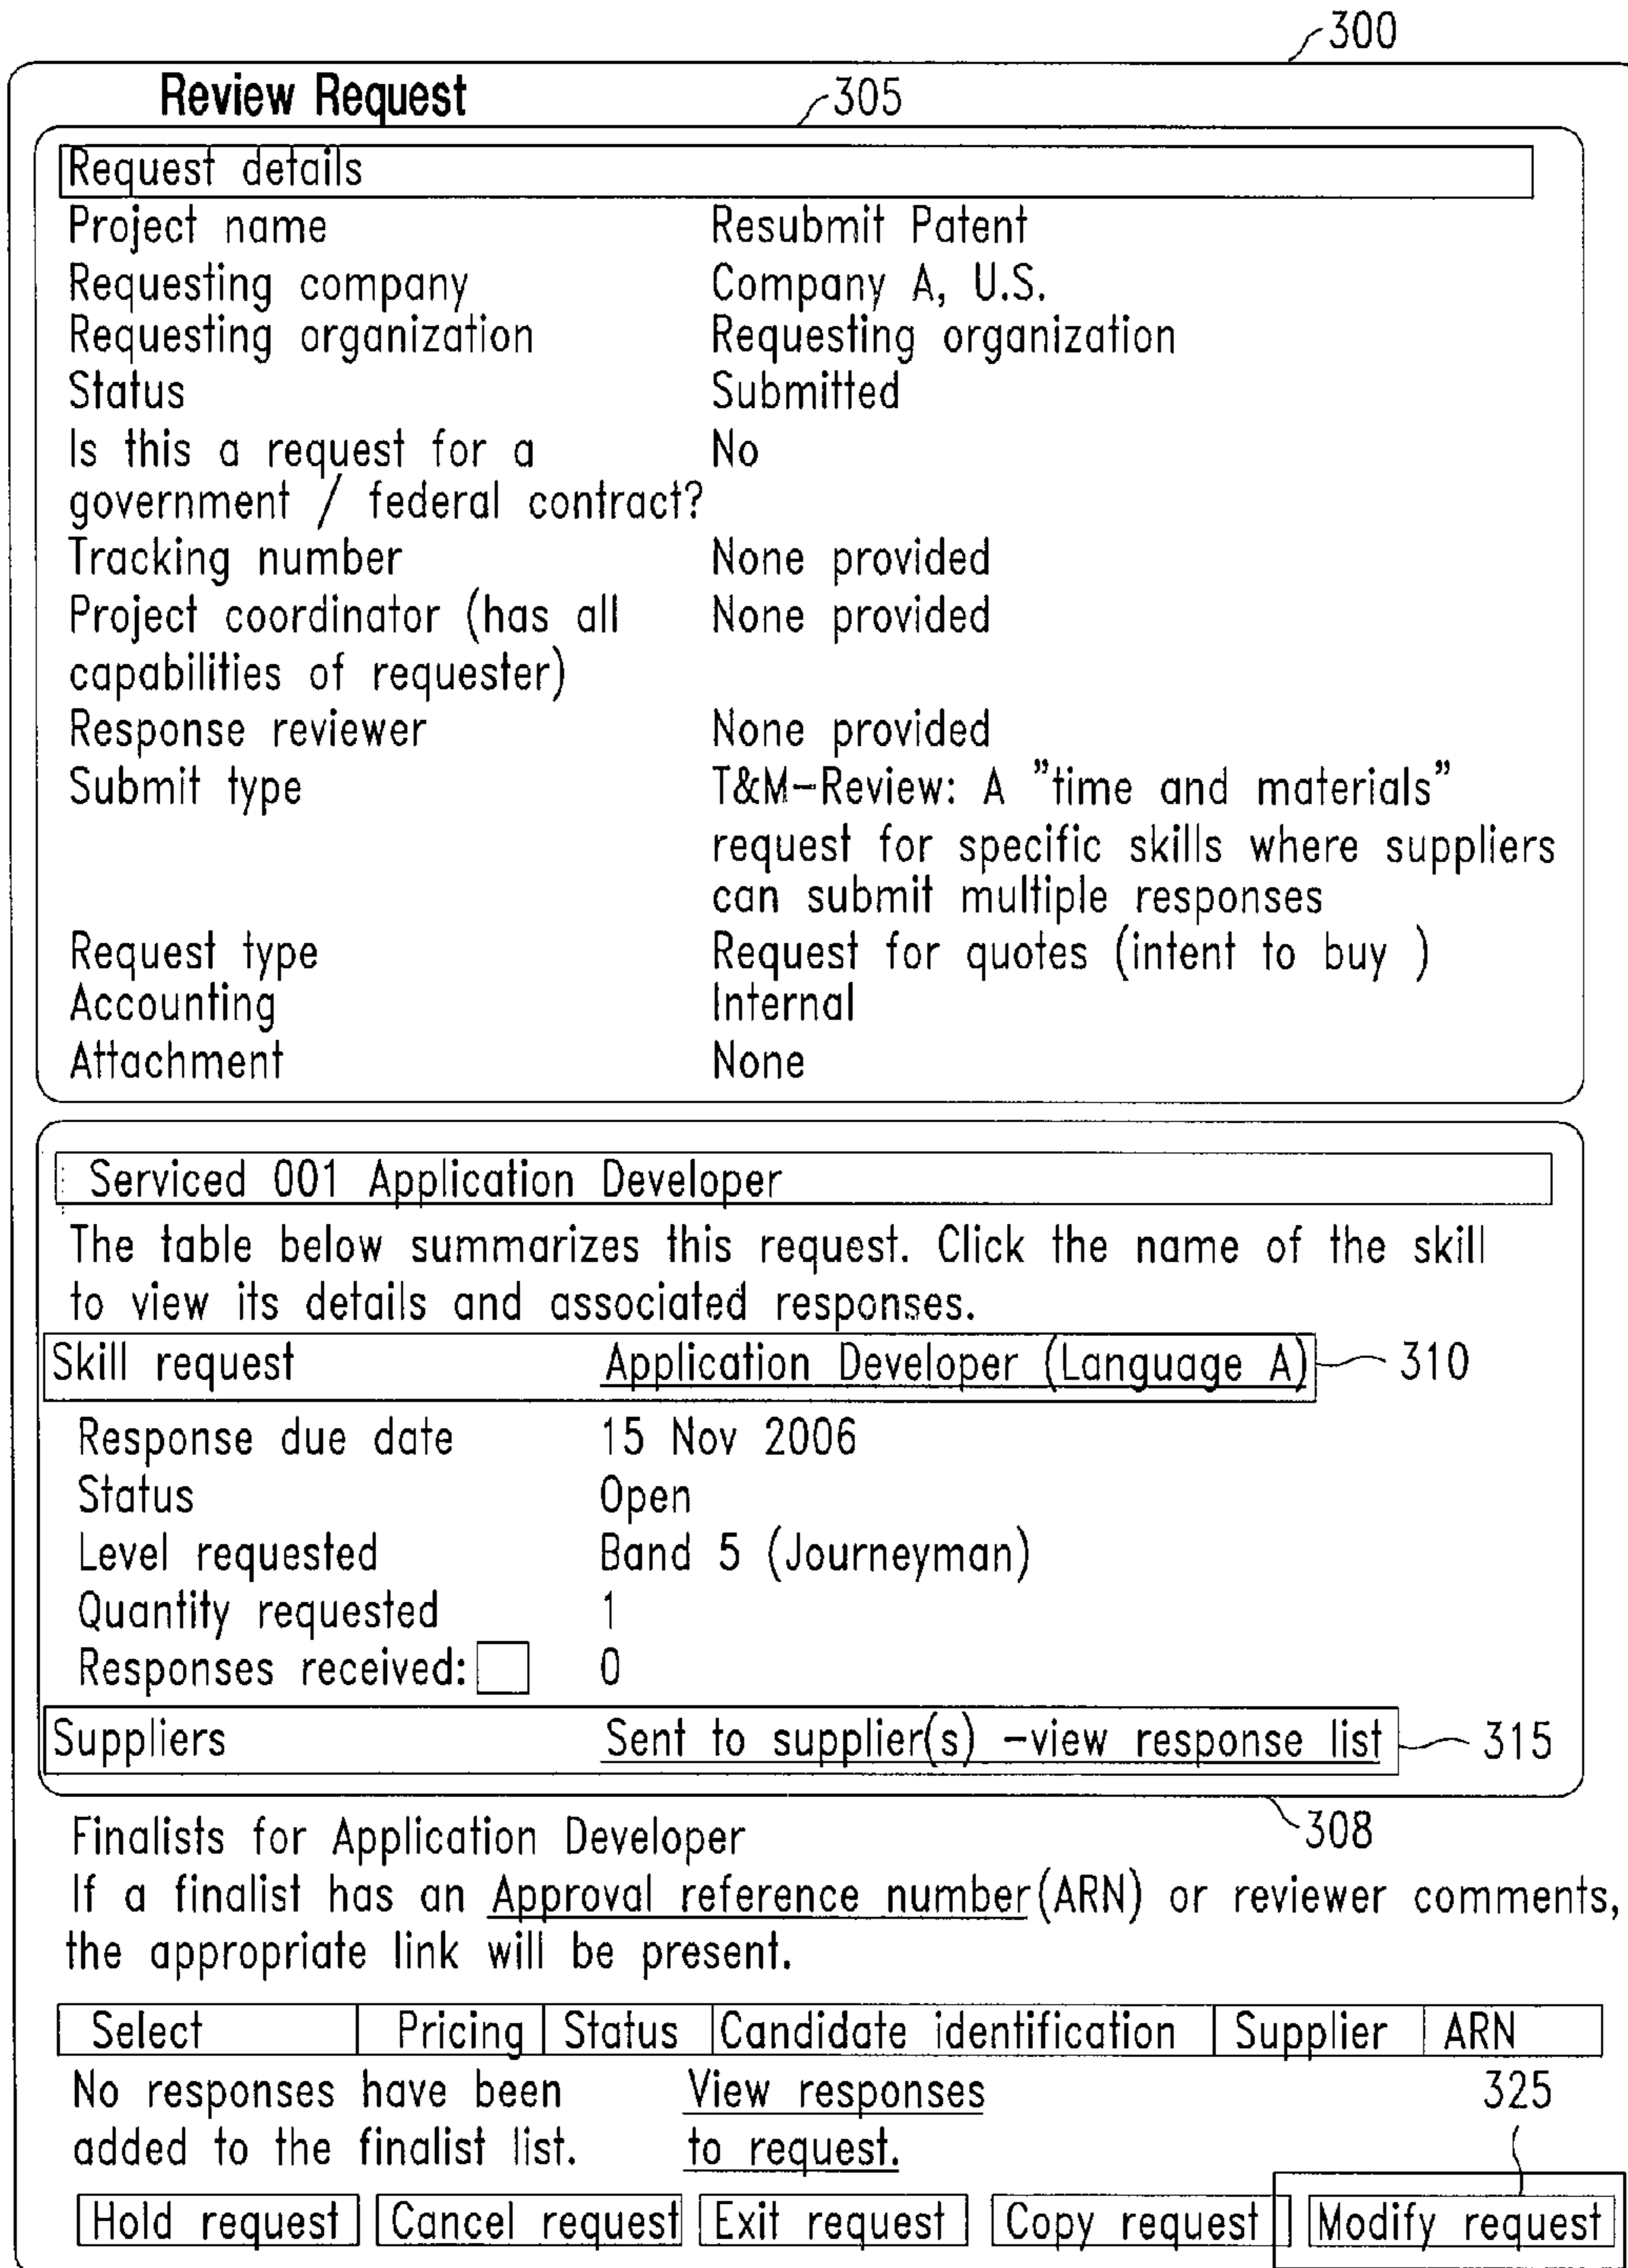 300
Review Request 305
Request details
Project name Resubmit Patent
Requesting company Company A, U.S.
Requesting organization Requesting organization
Status Submitted
Is this a request for a No
government / federal contract?
Tracking number None provided
Project coordinator (has all None provided
capabilities of requester)
Response reviewer None provided
Submit type T&M-Review: A "time and materials"
request for specific skills where suppliers
can submit multiple responses
Request type Request for quotes (intent to buy )
Accounting Internal
Attachment None
Serviced 001 Application Developer
The table below summarizes this request. Click the name of the skill
to view its details and associated responses.
Skill request Application Developer (Language A) 310
Response due date 15 Nov 2006
Status Open
Level requested Band 5 (Journeyman)
Quantity requested 1
Responses received: 0
Suppliers Sent to supplier(s) -view response list 315
308
Finalists for Application Developer
If a finalist has an Approval reference number(ARN) or reviewer comments,
the appropriate link will be present.
Select Pricing Status Candidate identification Supplier ARN
No responses have been View responses 325
added to the finalist list. to request.
Hold request Cancel request Exit request Copy request Modify request